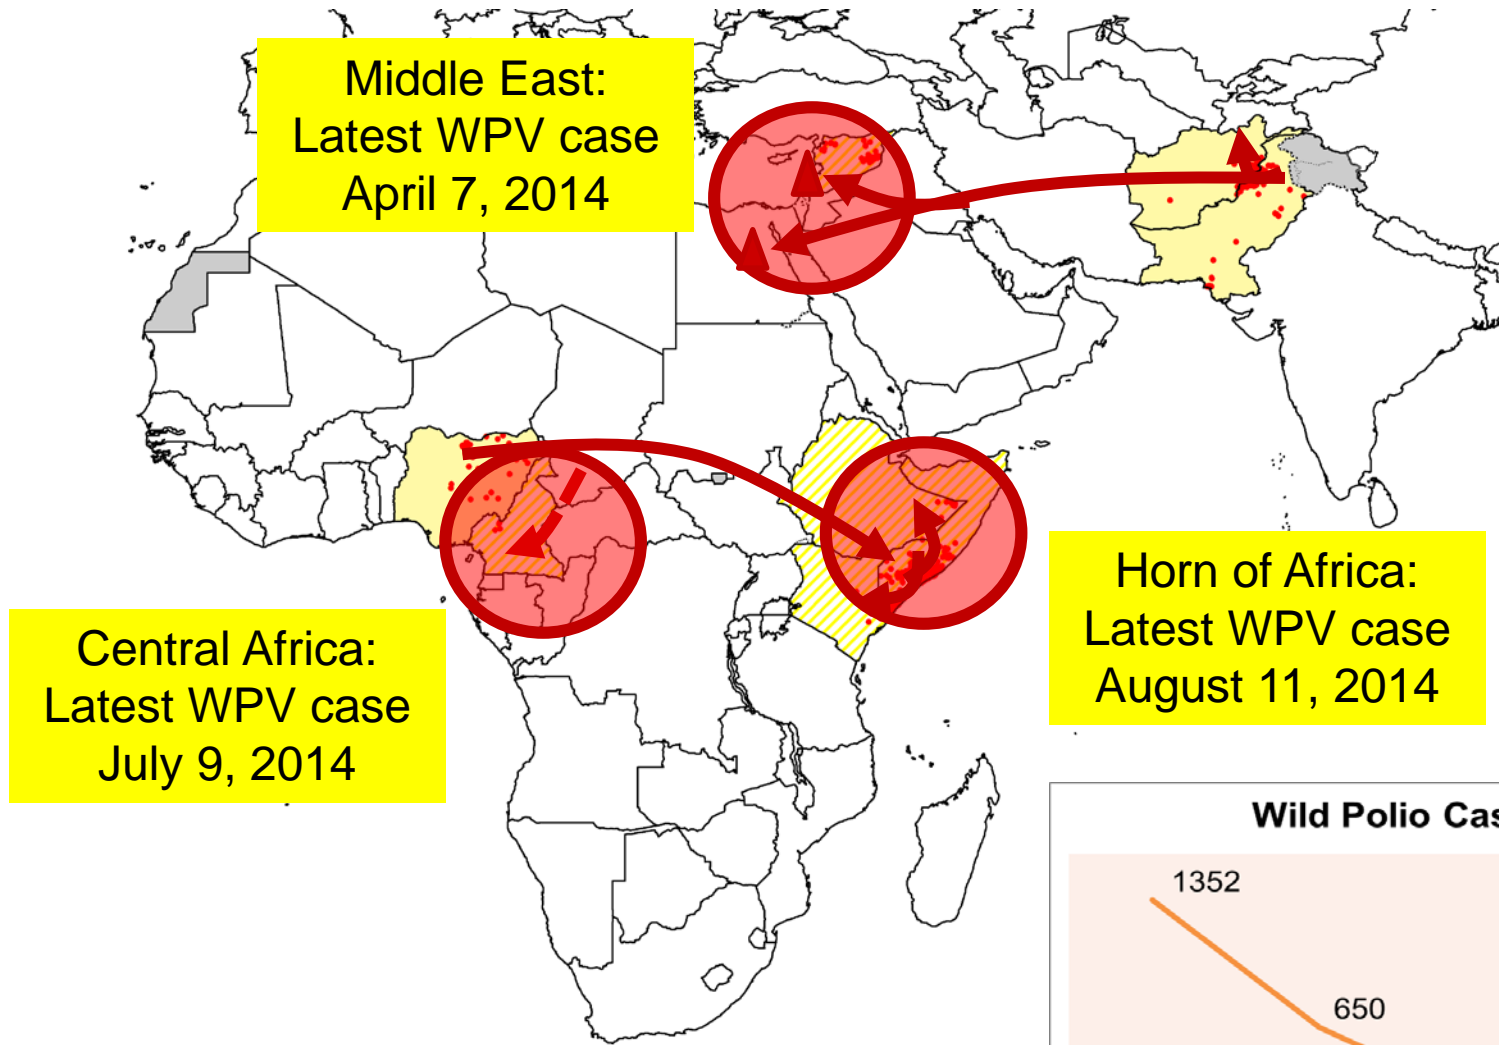 Middle East:
Latest WPV case
April 7, 2014
Central Africa:
Latest WPV case
July 9, 2014
Horn of Africa:
Latest WPV case
August 11, 2014
Wild Polio Cas
1352
650